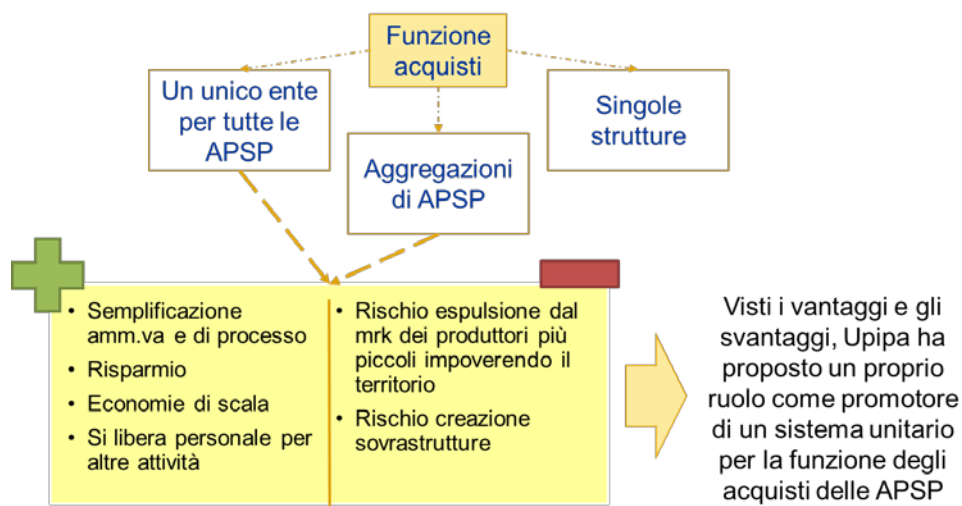 Funzione
acquisti
Un unico ente
per tutte le
APSP
Aggregazioni
di APSP
Singole
strutture
• Semplificazione
amm.va e di processo
• Risparmio
• Economie di scala
• Si libera personale per
altre attività
• Rischio espulsione dal
mrk dei produttori più
piccoli impoverendo il
territorio
• Rischio creazione
sovrastrutture
Visti i vantaggi e gli
svantaggi, Upipa ha
proposto un proprio
ruolo come promotore
di un sistema unitario
per la funzione degli
acquisti delle APSP